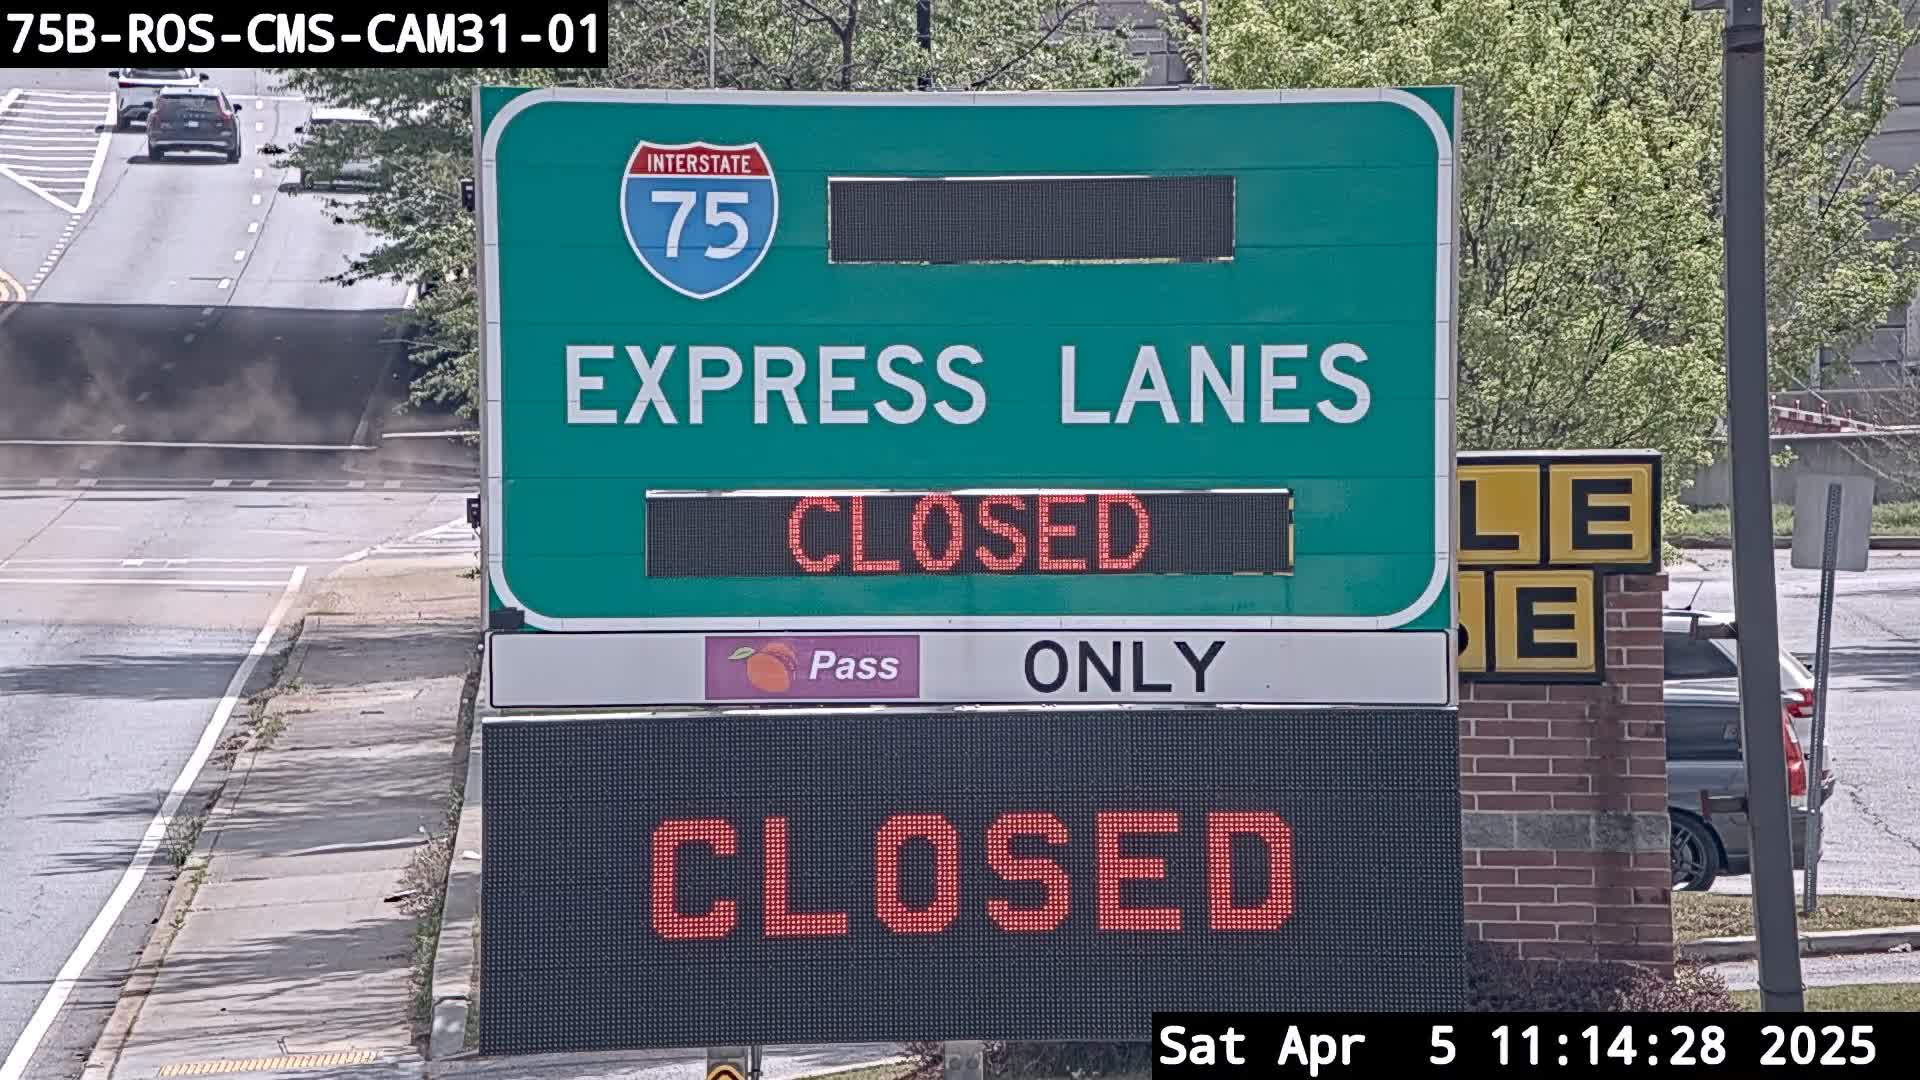 75B-ROS-CMS-CAM31-01
INTERSTATE
75
EXPRESS LANES
CLOSED
Pass ONLY
CLOSED
LE
E
Sat Apr 5 11:14:28 2025